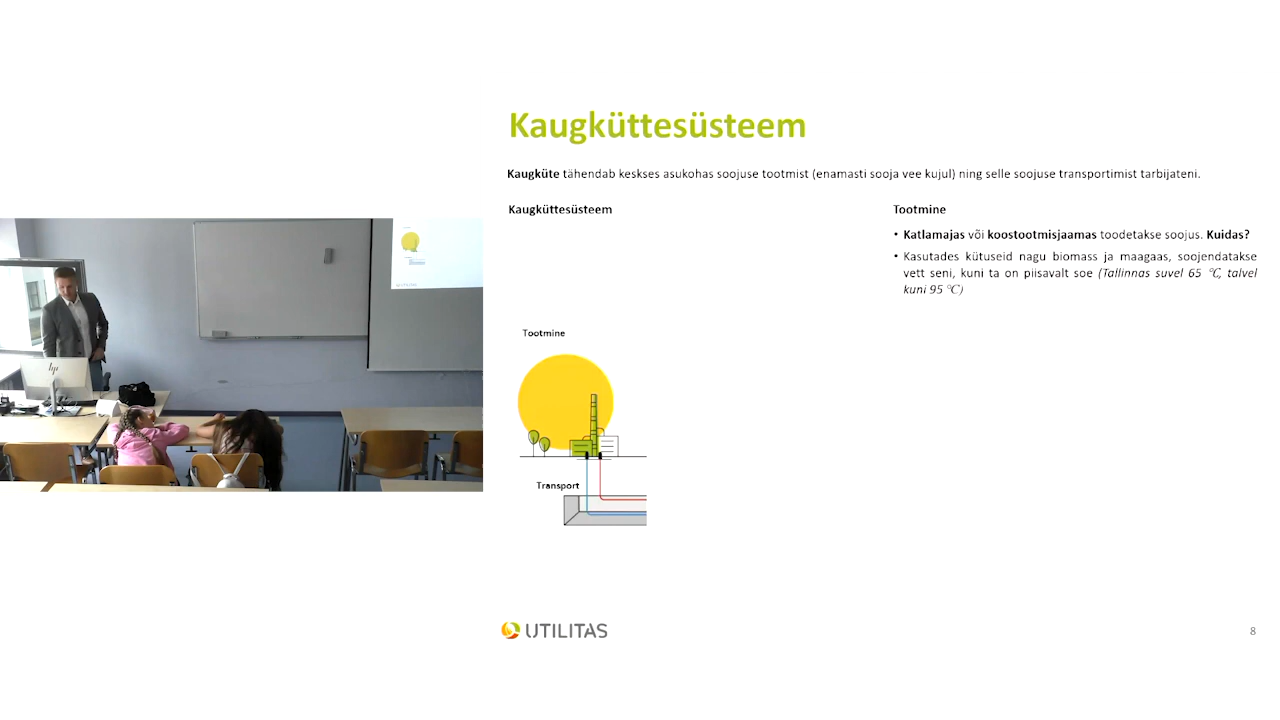 Kaugküttesüsteem
Kaugküte tähendab keskses asukohas soojuse tootmist (enamasti sooja vee kujul) ning selle soojuse transportimist tarbijateni.
Kaugküttesüsteem
Tootmine
Transport
Tootmine
• Katlamajas või koostootmisjaamas toodetakse soojus. Kuidas?
• Kasutades kütuseid nagu biomass ja maagaas, soojendatakse
vett seni, kuni ta on piisavalt soe (Tallinnas suvel 65 °C, talvel
kuni 95 °C)
UTILITAS
8
hp